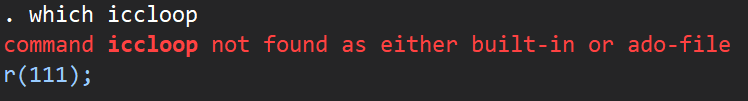 . which iccloop
command iccloop not found as either built-in or ado-file
r(111);